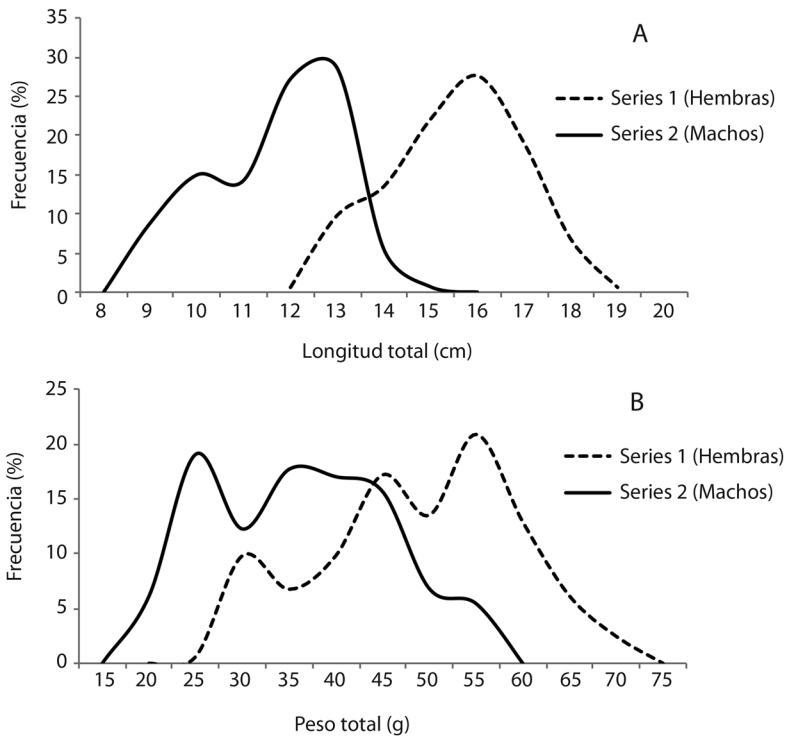 A
35
30
25
20
15
10
5
0
Frecuencia (%)
Series 1 (Hembras)
Series 2 (Machos)
8 9 10 11 12 13 14 15 16 17 18 19 20
Longitud total (cm)
B
25
20
15
10
5
0
Frecuencia (%)
Series 1 (Hembras)
Series 2 (Machos)
15 20 25 30 35 40 45 50 55 60 65 70 75
Peso total (g)